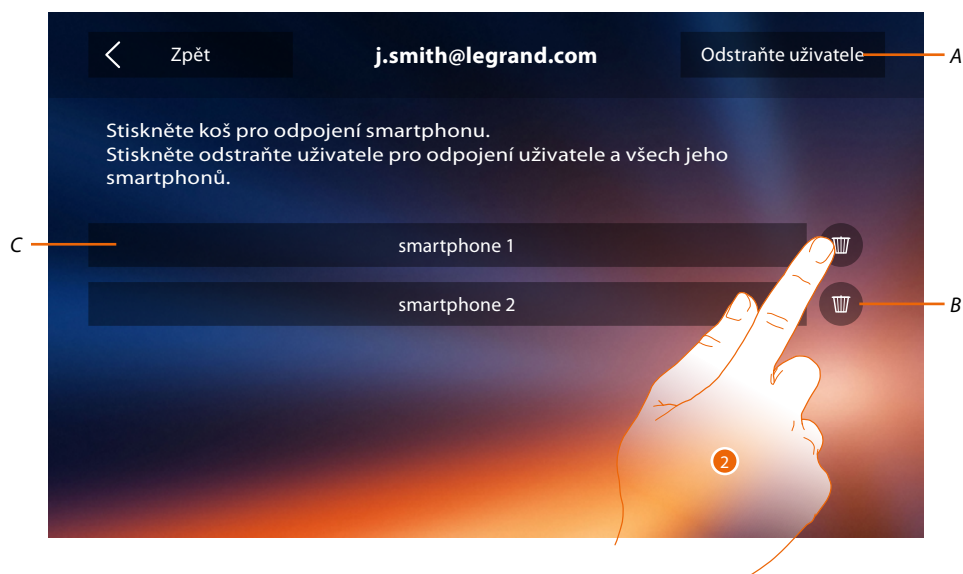 Zpět
j.smith@legrand.com
Odstraňte uživatele
A
Stiskněte koš pro odpojení smartphonu.
Stiskněte odstraňte uživatele pro odpojení uživatele a všech jeho
smartphonů.
C
smartphone 1
smartphone 2
B
2